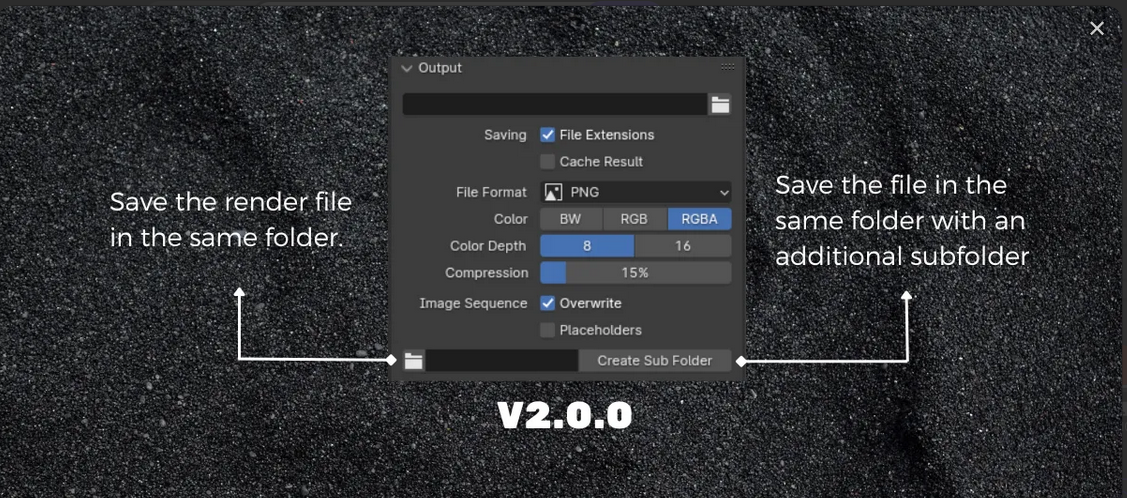 Output
Saving
File Extensions
Cache Result
File Format
PNG
Color
BW
RGB
RGBA
Color Depth
8
16
Compression
15%
Image Sequence
Overwrite
Placeholders
Create Sub Folder
Save the render file
in the same folder.
Save the file in the
same folder with an
additional subfolder
V2.0.0